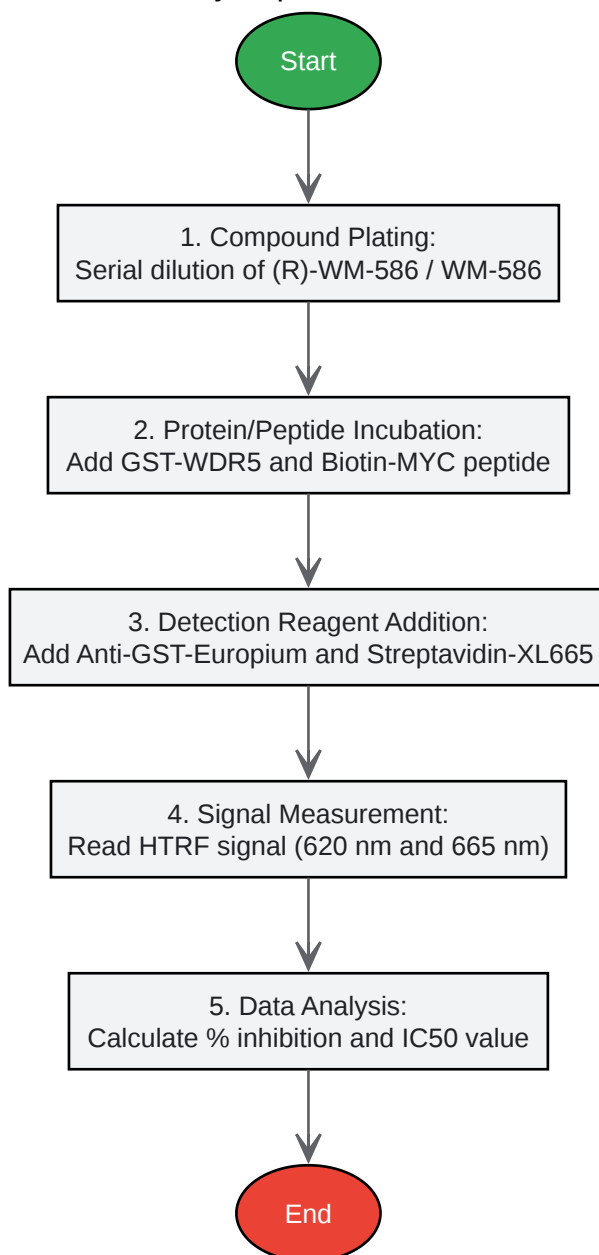 Start
1. Compound Plating:
Serial dilution of (R)-WM-586 / WM-586
2. Protein/Peptide Incubation:
Add GST-WDR5 and Biotin-MYC peptide
3. Detection Reagent Addition:
Add Anti-GST-Europium and Streptavidin-XL665
4. Signal Measurement:
Read HTRF signal (620 nm and 665 nm)
5. Data Analysis:
Calculate % inhibition and IC50 value
End